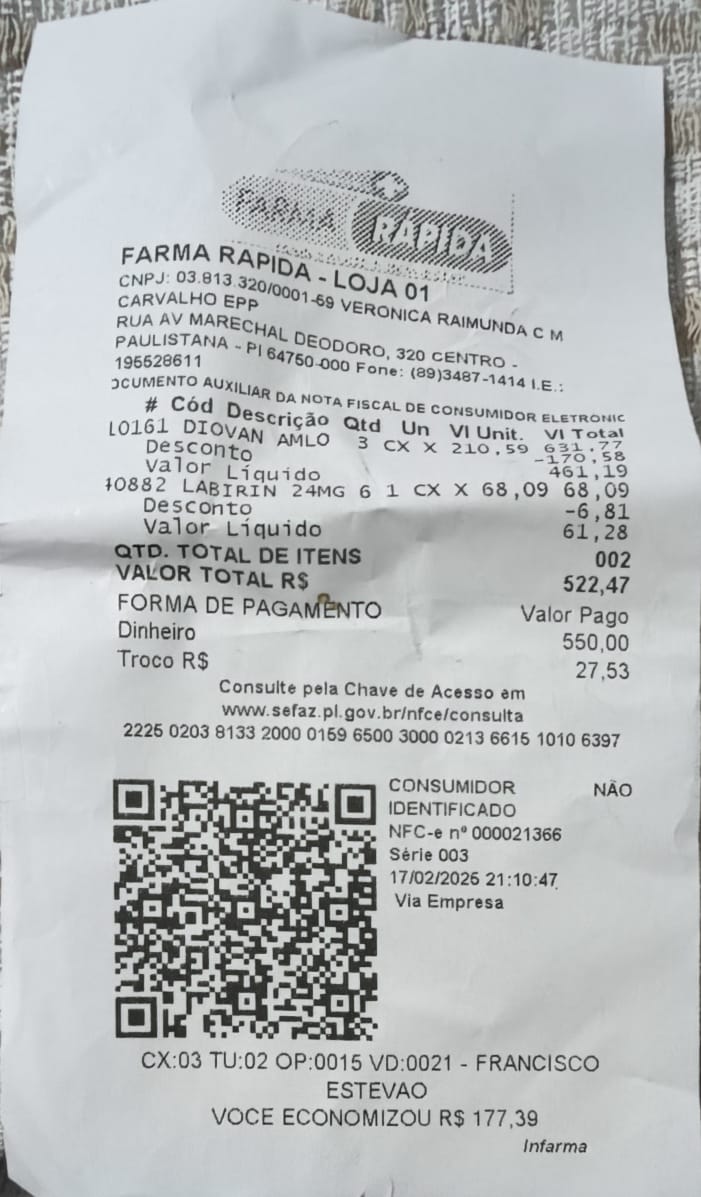 FARMA RÁPIDA
FARMA RAPIDA - LOJA 01
CNPJ: 03.813.320/0001-59 VERONICA RAIMUNDA C M
CARVALHO EPP
RUA AV MARECHAL DEODORO, 320 CENTRO -
PAULISTANA - PI 64750-000 Fone: (89)3487-1414 I.E.:
195528611
OCUMENTO AUXILIAR DA NOTA FISCAL DE CONSUMIDOR ELETRONIC
# Cód Descrição Qtd Un Vl Unit. Vl Total
10161 DIOVAN AMLO 3 CX X 210,59 631,77
Desconto -170,58
Valor Líquido 461,19
40882 LABIRIN 24MG 6 1 CX X 68,09 68,09
Desconto -6,81
Valor Líquido 61,28
QTD. TOTAL DE ITENS 002
VALOR TOTAL R$ 522,47
FORMA DE PAGAMENTO Valor Pago
Dinheiro 550,00
Troco R$ 27,53
Consulte pela Chave de Acesso em
www.sefaz.pi.gov.br/nfce/consulta
2225 0203 8133 2000 0159 6500 3000 0213 6615 1010 6397
CONSUMIDOR NÃO
IDENTIFICADO
NFC-e nº 000021366
Série 003
17/02/2025 21:10:47
Via Empresa
CX:03 TU:02 OP:0015 VD:0021 - FRANCISCO
ESTEVAO
VOCE ECONOMIZOU R$ 177,39
Infarma